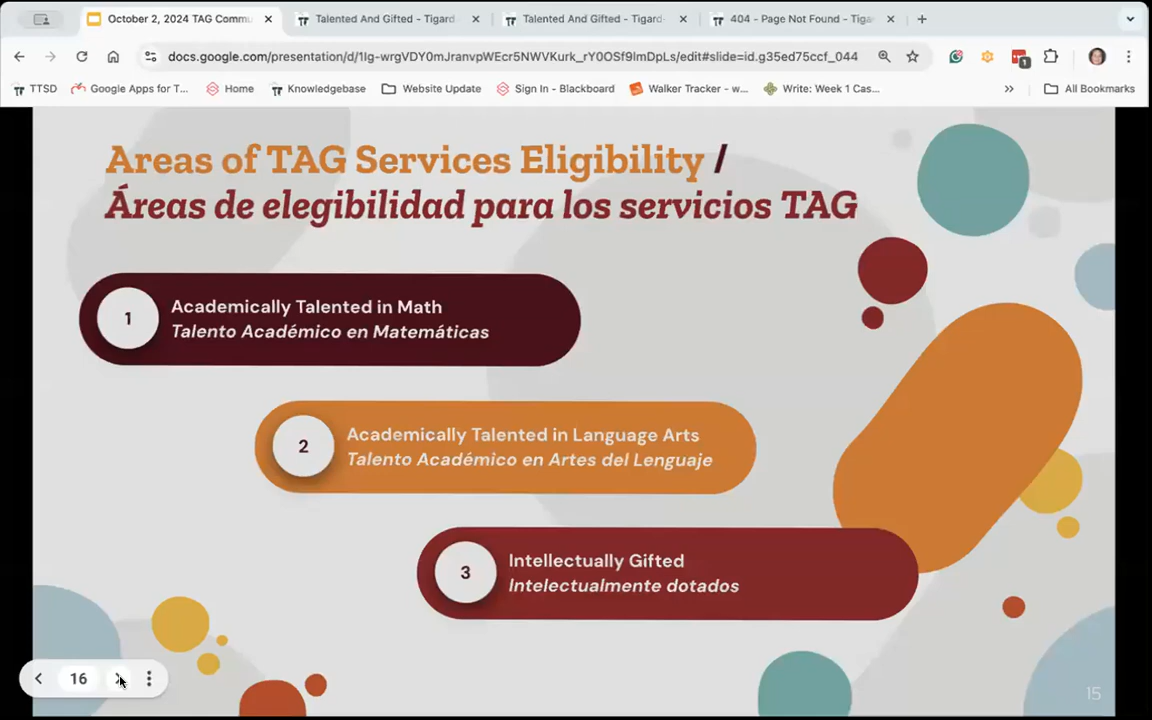 October 2, 2024 TAG Commu
Talented And Gifted - Tigard
Talented And Gifted - Tigard-
404 - Page Not Found - Tiga
docs.google.com/presentation/d/1Ig-wrgVDY0mJranvpWEcr5NWVKurk_rY0OSf9lmDpLs/edit#slide=id.g35ed75ccf_044
1
TTSD
Google Apps for T...
Home
Knowledgebase
Website Update
Sign In - Blackboard
Walker Tracker - w...
Write: Week 1 Cas...
All Bookmarks
Areas of TAG Services Eligibility /
Áreas de elegibilidad para los servicios TAG
1
Academically Talented in Math
Talento Académico en Matemáticas
2
Academically Talented in Language Arts
Talento Académico en Artes del Lenguaje
3
Intellectually Gifted
Intelectualmente dotados
16
15